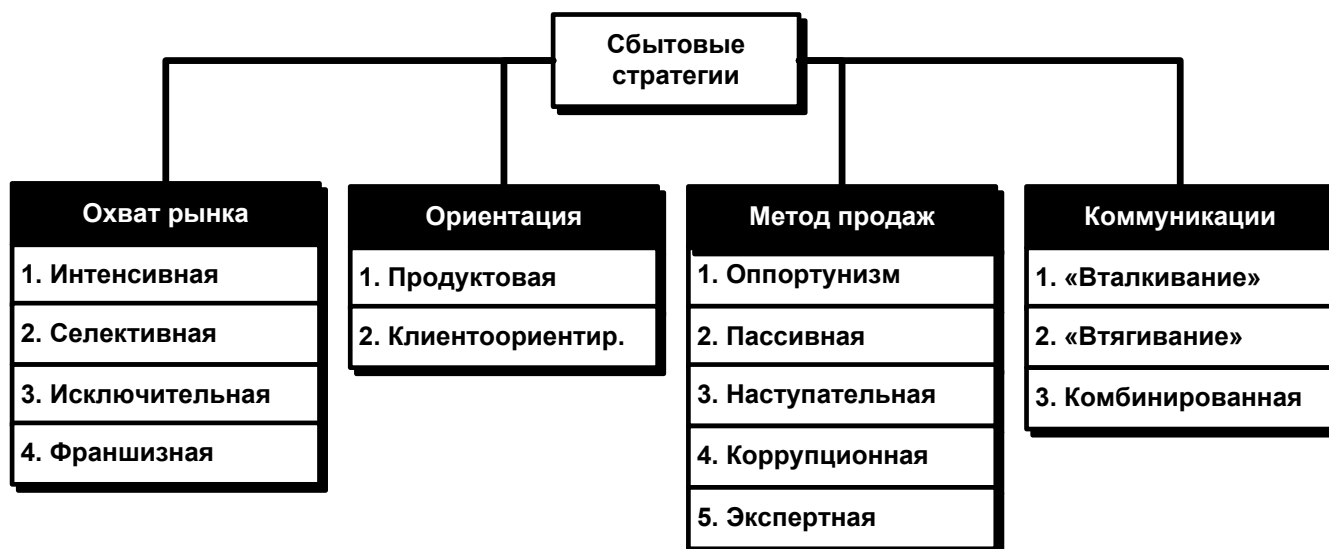 Сбытовые
стратегии
Охват рынка
1. Интенсивная
2. Селективная
3. Исключительная
4. Франшизная
Ориентация
1. Продуктовая
2. Клиентоориентир.
Метод продаж
1. Оппортунизм
2. Пассивная
3. Наступательная
4. Коррупционная
5. Экспертная
Коммуникации
1. «Вталкивание»
2. «Втягивание»
3. Комбинированная